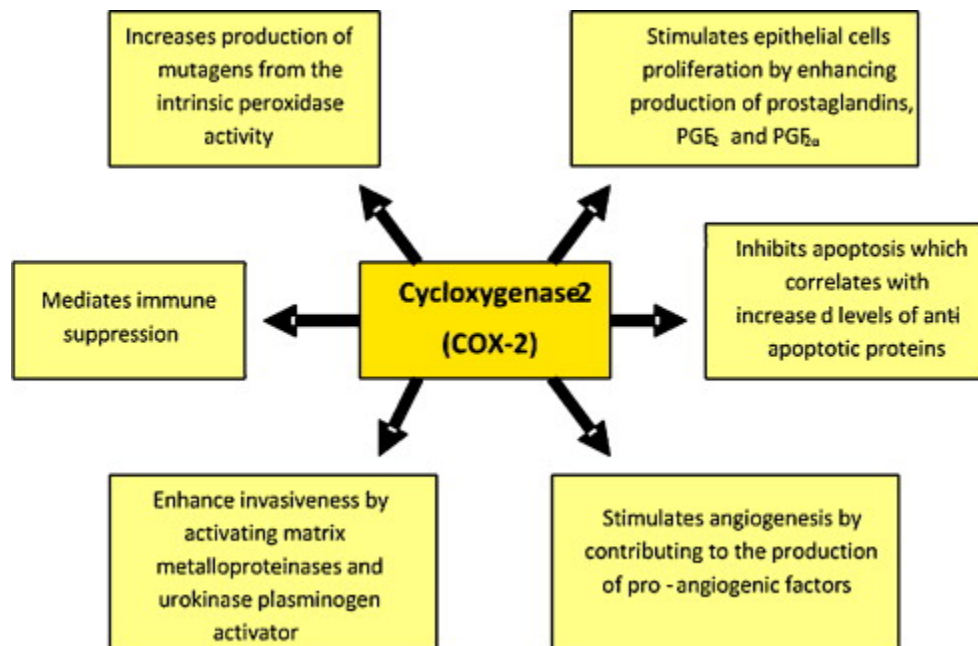 Increases production of
mutagens from the
intrinsic peroxidase
activity
Stimulates epithelial cells
proliferation by enhancing
production of prostaglandins,
PGE₂ and PGF₂α
Mediates immune
suppression
Cycloxygenase2
(COX-2)
Inhibits apoptosis which
correlates with
increase d levels of anti-
apoptotic proteins
Enhance invasiveness by
activating matrix
metalloproteinases and
urokinase plasminogen
activator
Stimulates angiogenesis by
contributing to the production
of pro - angiogenic factors